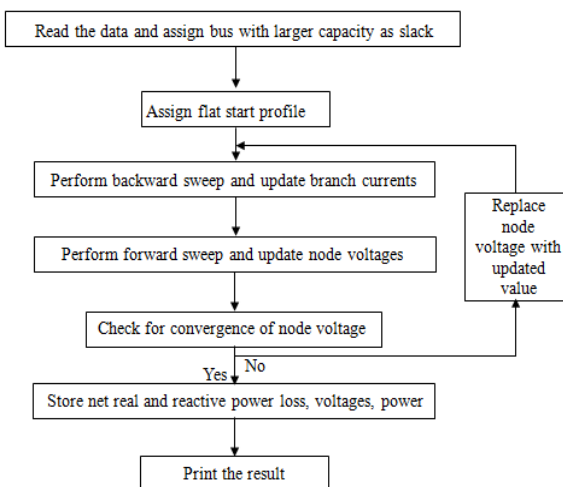 Read the data and assign bus with larger capacity as slack
Assign flat start profile
Perform backward sweep and update branch currents
Replace
node
voltage with
updated
value
Perform forward sweep and update node voltages
Check for convergence of node voltage
No
Yes
Store net real and reactive power loss, voltages, power
Print the result